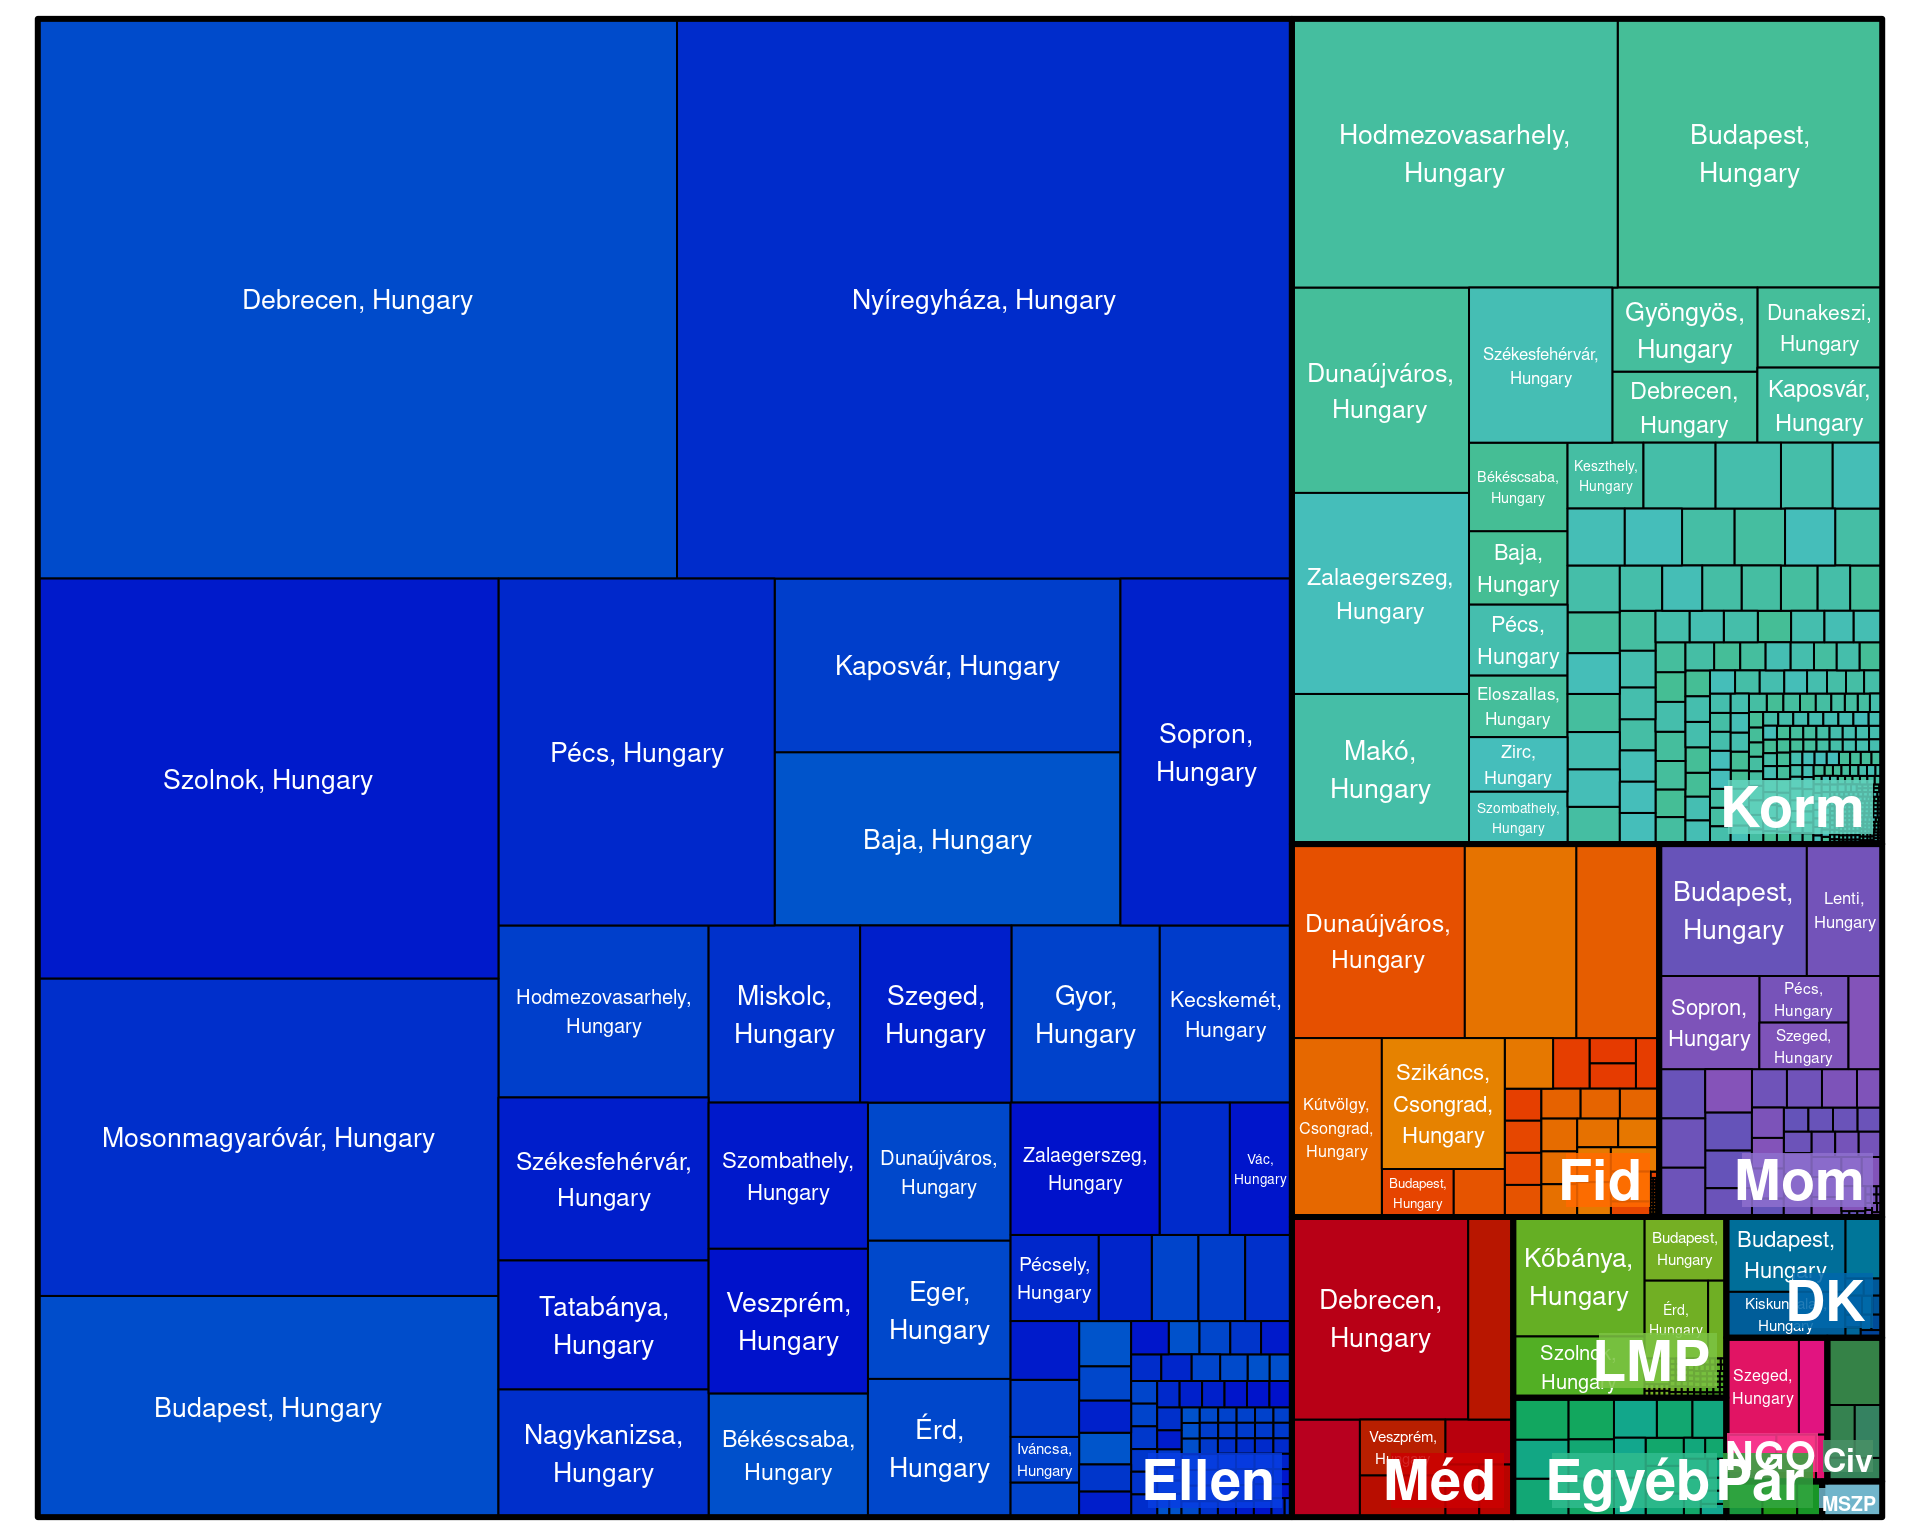 Debrecen, Hungary
Nyíregyháza, Hungary
Szolnok, Hungary
Mosonmagyaróvár, Hungary
Budapest, Hungary
Pécs, Hungary
Kaposvár, Hungary
Baja, Hungary
Sopron,
Hungary
Hodmezovasarhely,
Hungary
Miskolc,
Hungary
Szeged,
Hungary
Gyor,
Hungary
Kecskemét,
Hungary
Székesfehérvár,
Hungary
Tatabánya,
Hungary
Nagykanizsa,
Hungary
Szombathely,
Hungary
Veszprém,
Hungary
Békéscsaba,
Hungary
Dunaújváros,
Hungary
Eger,
Hungary
Érd,
Hungary
Zalaegerszeg,
Hungary
Vác,
Hungary
Pécsely,
Hungary
Iváncsa,
Hungary
Ellen
Hodmezovasarhely,
Hungary
Budapest,
Hungary
Dunaújváros,
Hungary
Zalaegerszeg,
Hungary
Makó,
Hungary
Székesfehérvár,
Hungary
Gyöngyös,
Hungary
Dunakeszi,
Hungary
Debrecen,
Hungary
Kaposvár,
Hungary
Békéscsaba,
Hungary
Keszthely,
Hungary
Baja,
Hungary
Pécs,
Hungary
Eloszallas,
Hungary
Zirc,
Hungary
Szombathely,
Hungary
Korm
Dunaújváros,
Hungary
Kútvölgy,
Csongrad,
Hungary
Szikáncs,
Csongrad,
Hungary
Budapest,
Hungary
Fid
Budapest,
Hungary
Lenti,
Hungary
Sopron,
Hungary
Pécs,
Hungary
Szeged,
Hungary
Mom
Debrecen,
Hungary
Veszprém,
Méd
Kőbánya,
Hungary
Budapest,
Hungary
Érd,
Hungary
Szolnok,
Hungary
LMP
Budapest,
Hungary
Hungary
DK
Szeged,
Hungary
NGO
Civ
Egyéb
Pár
MSZP